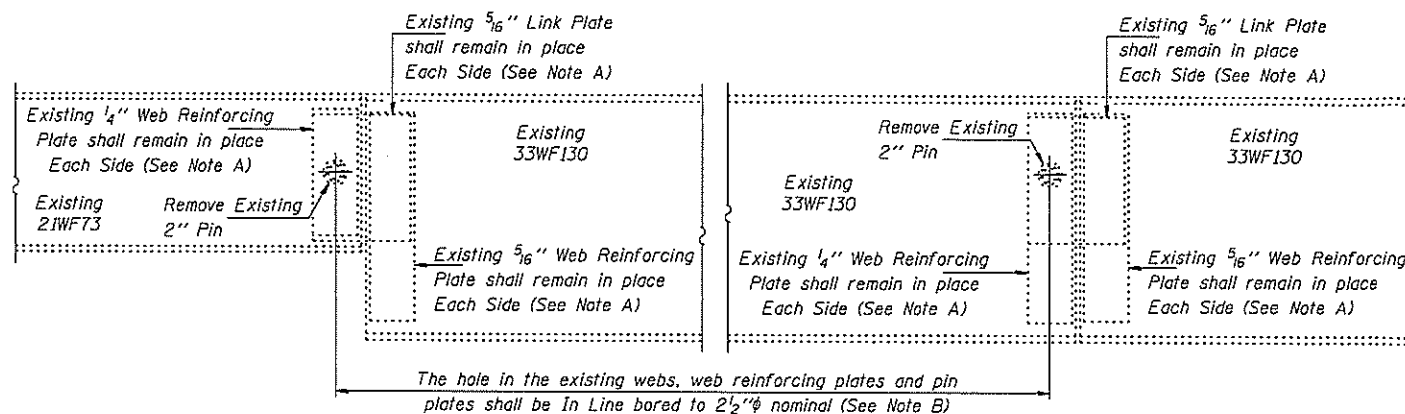 Existing 5/16" Link Plate
shall remain in place
Each Side (See Note A)
Existing 1/4" Web Reinforcing
Plate shall remain in place
Each Side (See Note A)
Existing
21WF73
Remove Existing
2" Pin
Existing
33WF130
Existing 5/16" Web Reinforcing
Plate shall remain in place
Each Side (See Note A)
Existing 5/16" Link Plate
shall remain in place
Each Side (See Note A)
Remove Existing
2" Pin
Existing
33WF130
Existing
33WF130
Existing 1/4" Web Reinforcing
Plate shall remain in place
Each Side (See Note A)
Existing 5/16" Web Reinforcing
Plate shall remain in place
Each Side (See Note A)
The hole in the existing webs, web reinforcing plates and pin
plates shall be In Line bored to 2 1/2"ϕ nominal (See Note B)